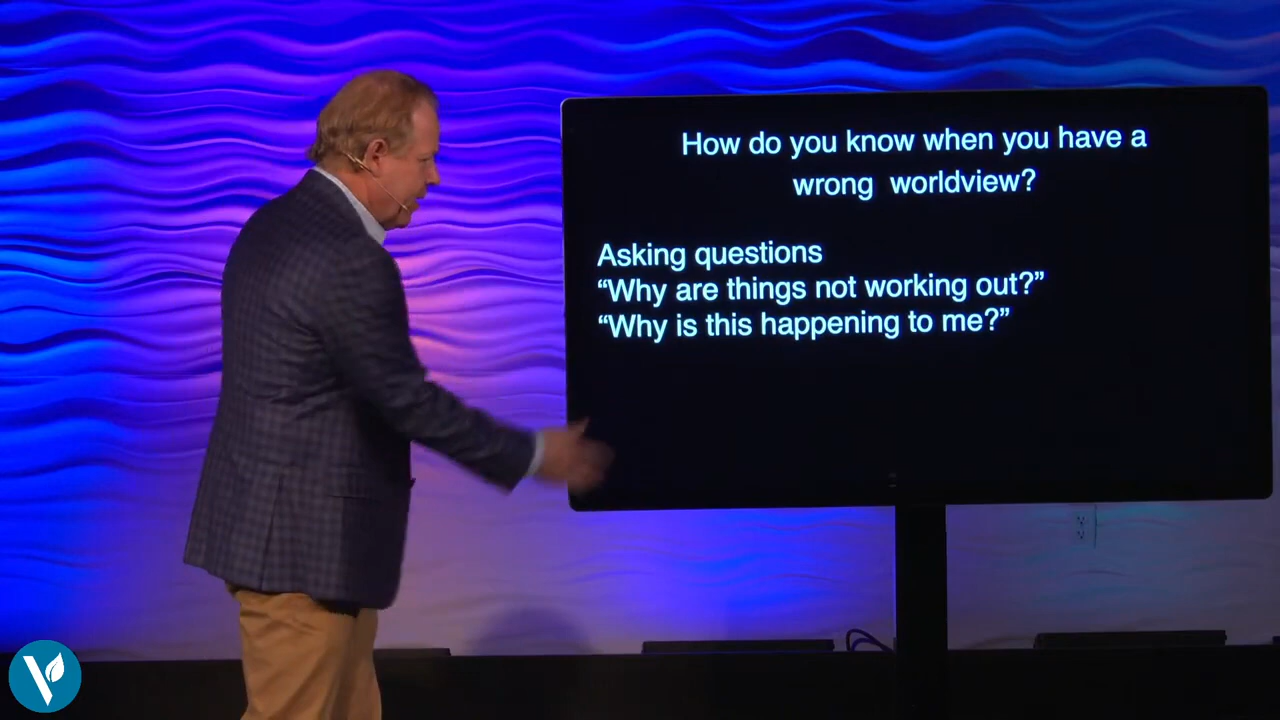 How do you know when you have a
wrong worldview?
Asking questions
“Why are things not working out?”
“Why is this happening to me?”